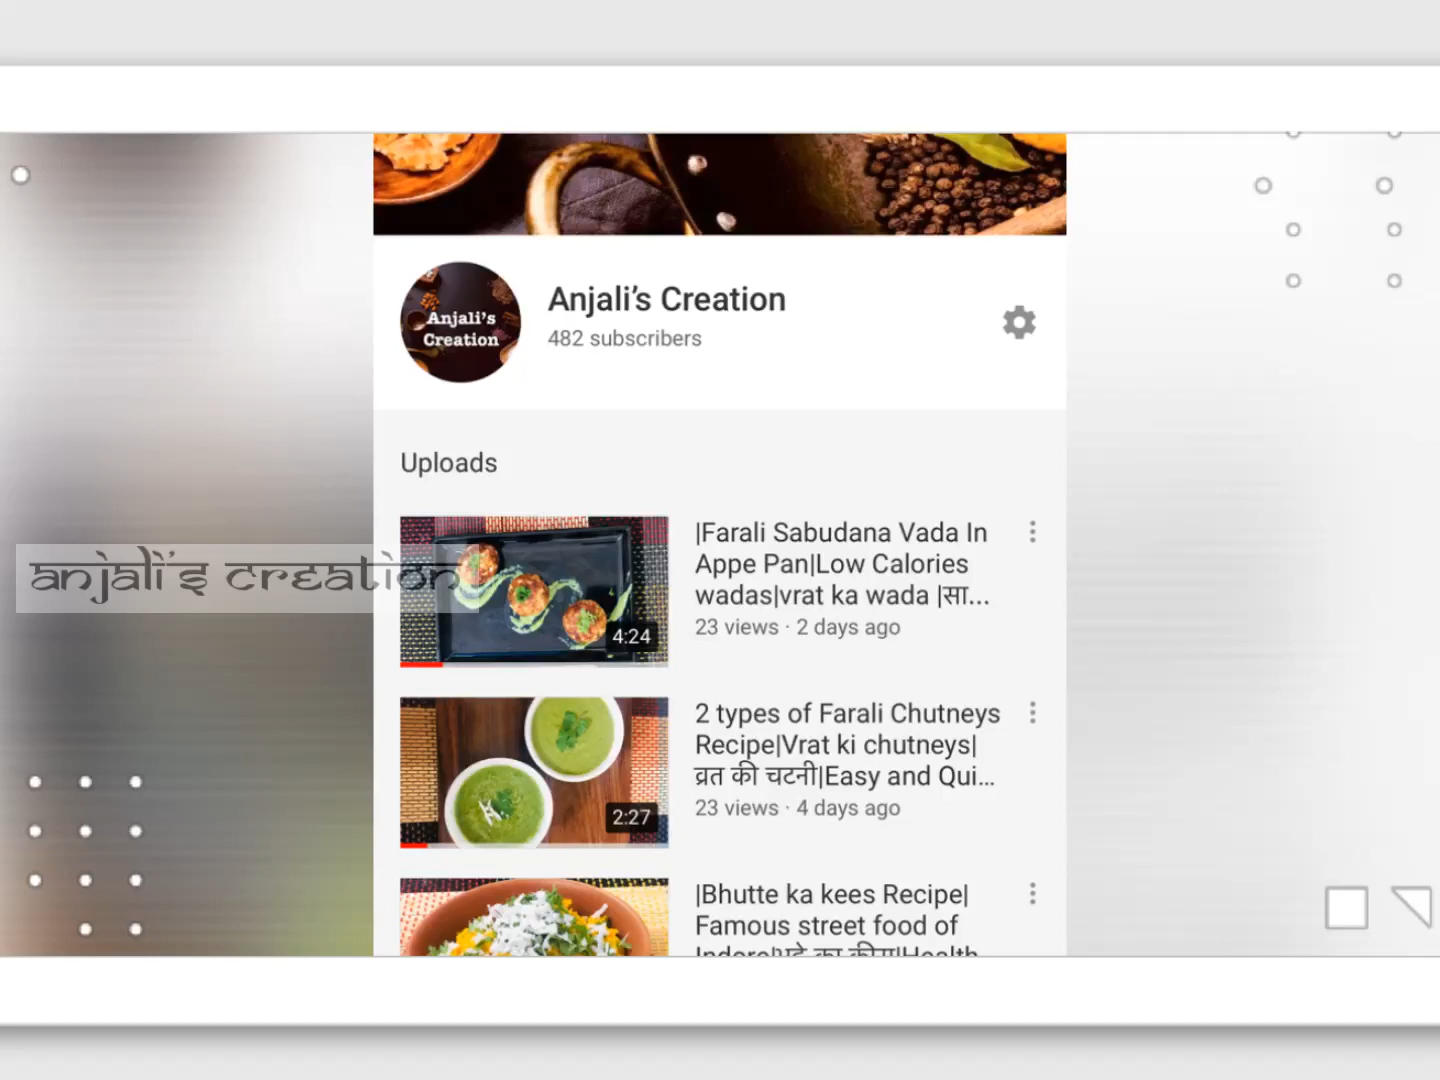 Anjali's
Creation
Anjali’s Creation
482 subscribers
Uploads
anjali's creation
4:24
|Farali Sabudana Vada In
Appe Pan|Low Calories
wadas|vrat ka wada |सा...
23 views · 2 days ago
2:27
2 types of Farali Chutneys
Recipe|Vrat ki chutneys|
व्रत की चटनी|Easy and Qui...
23 views · 4 days ago
|Bhutte ka kees Recipe|
Famous street food of
Indore|भुट्टे का कीस|Health